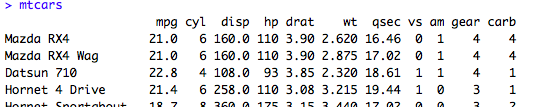 > mtcars
mpg cyl disp hp drat wt qsec vs am gear carb
Mazda RX4 21.0 6 160.0 110 3.90 2.620 16.46 0 1 4 4
Mazda RX4 Wag 21.0 6 160.0 110 3.90 2.875 17.02 0 1 4 4
Datsun 710 22.8 4 108.0 93 3.85 2.320 18.61 1 1 4 1
Hornet 4 Drive 21.4 6 258.0 110 3.08 3.215 19.44 1 0 3 1
Hornet Sportabout 18.7 8 360.0 175 3.15 3.440 17.02 0 0 3 2